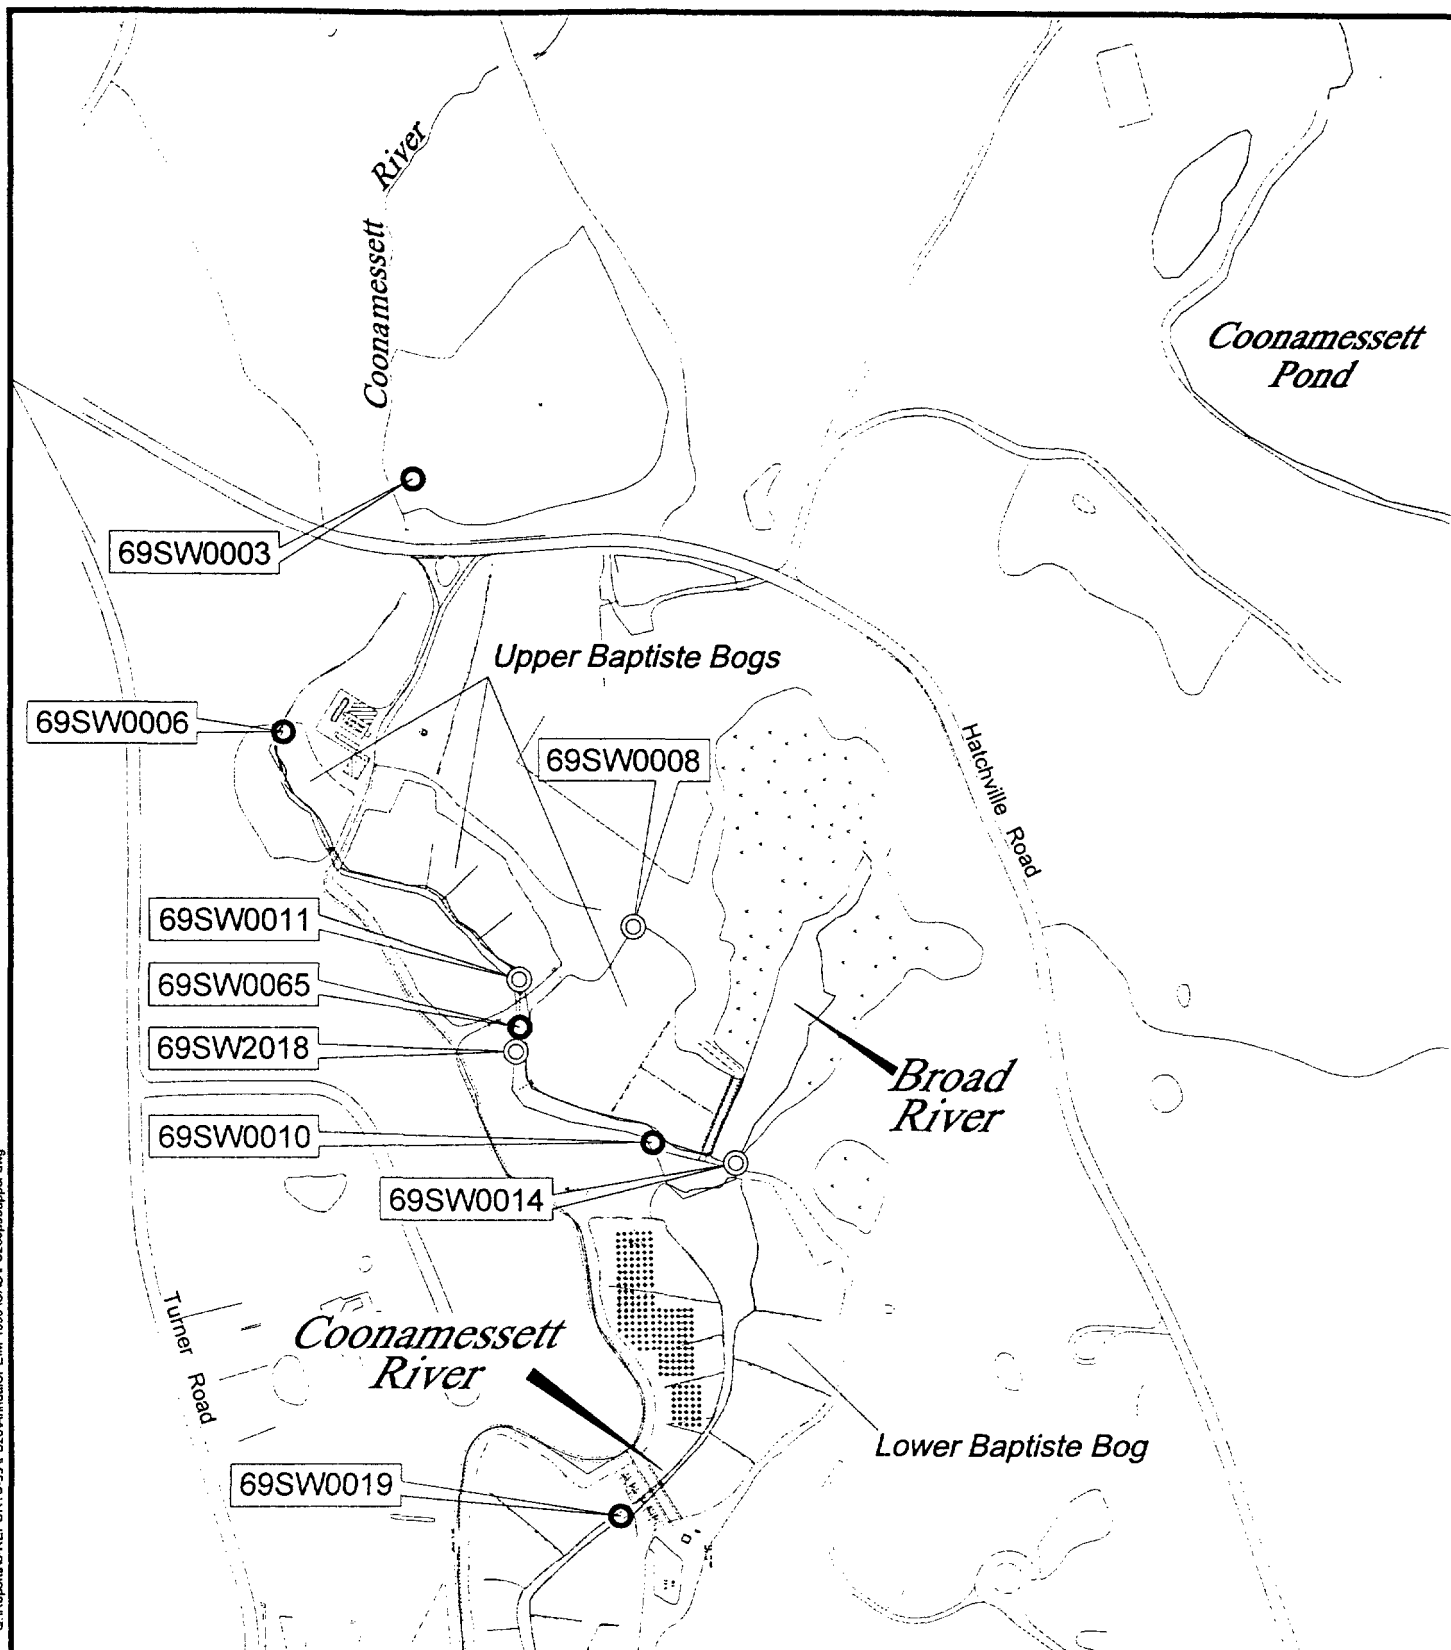 Coonamessett River
Coonamessett
Pond
69SW0003
Upper Baptiste Bogs
69SW0006
69SW0008
Hatchville Road
69SW0011
69SW0065
69SW2018
Broad
River
69SW0010
69SW0014
Turner Road
Coonamessett
River
Lower Baptiste Bog
69SW0019